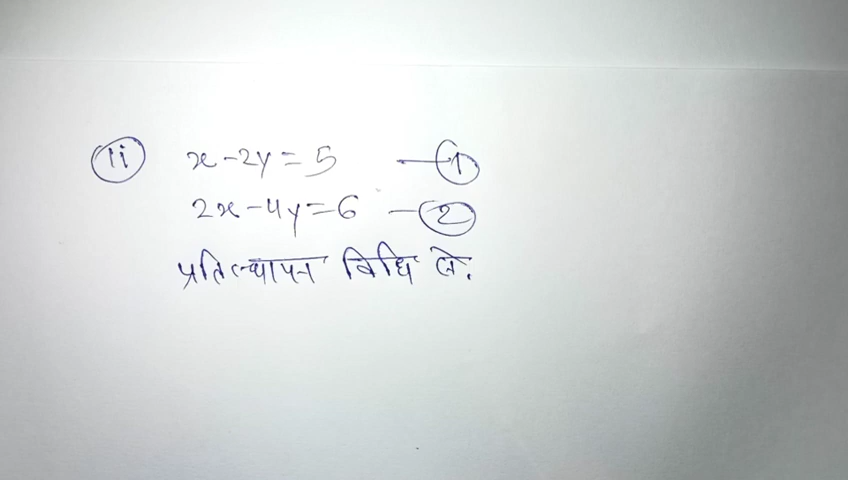 (ii) x - 2y = 5 — (1)
2x - 4y = 6 — (2)
प्रतिस्थापन विधि से.